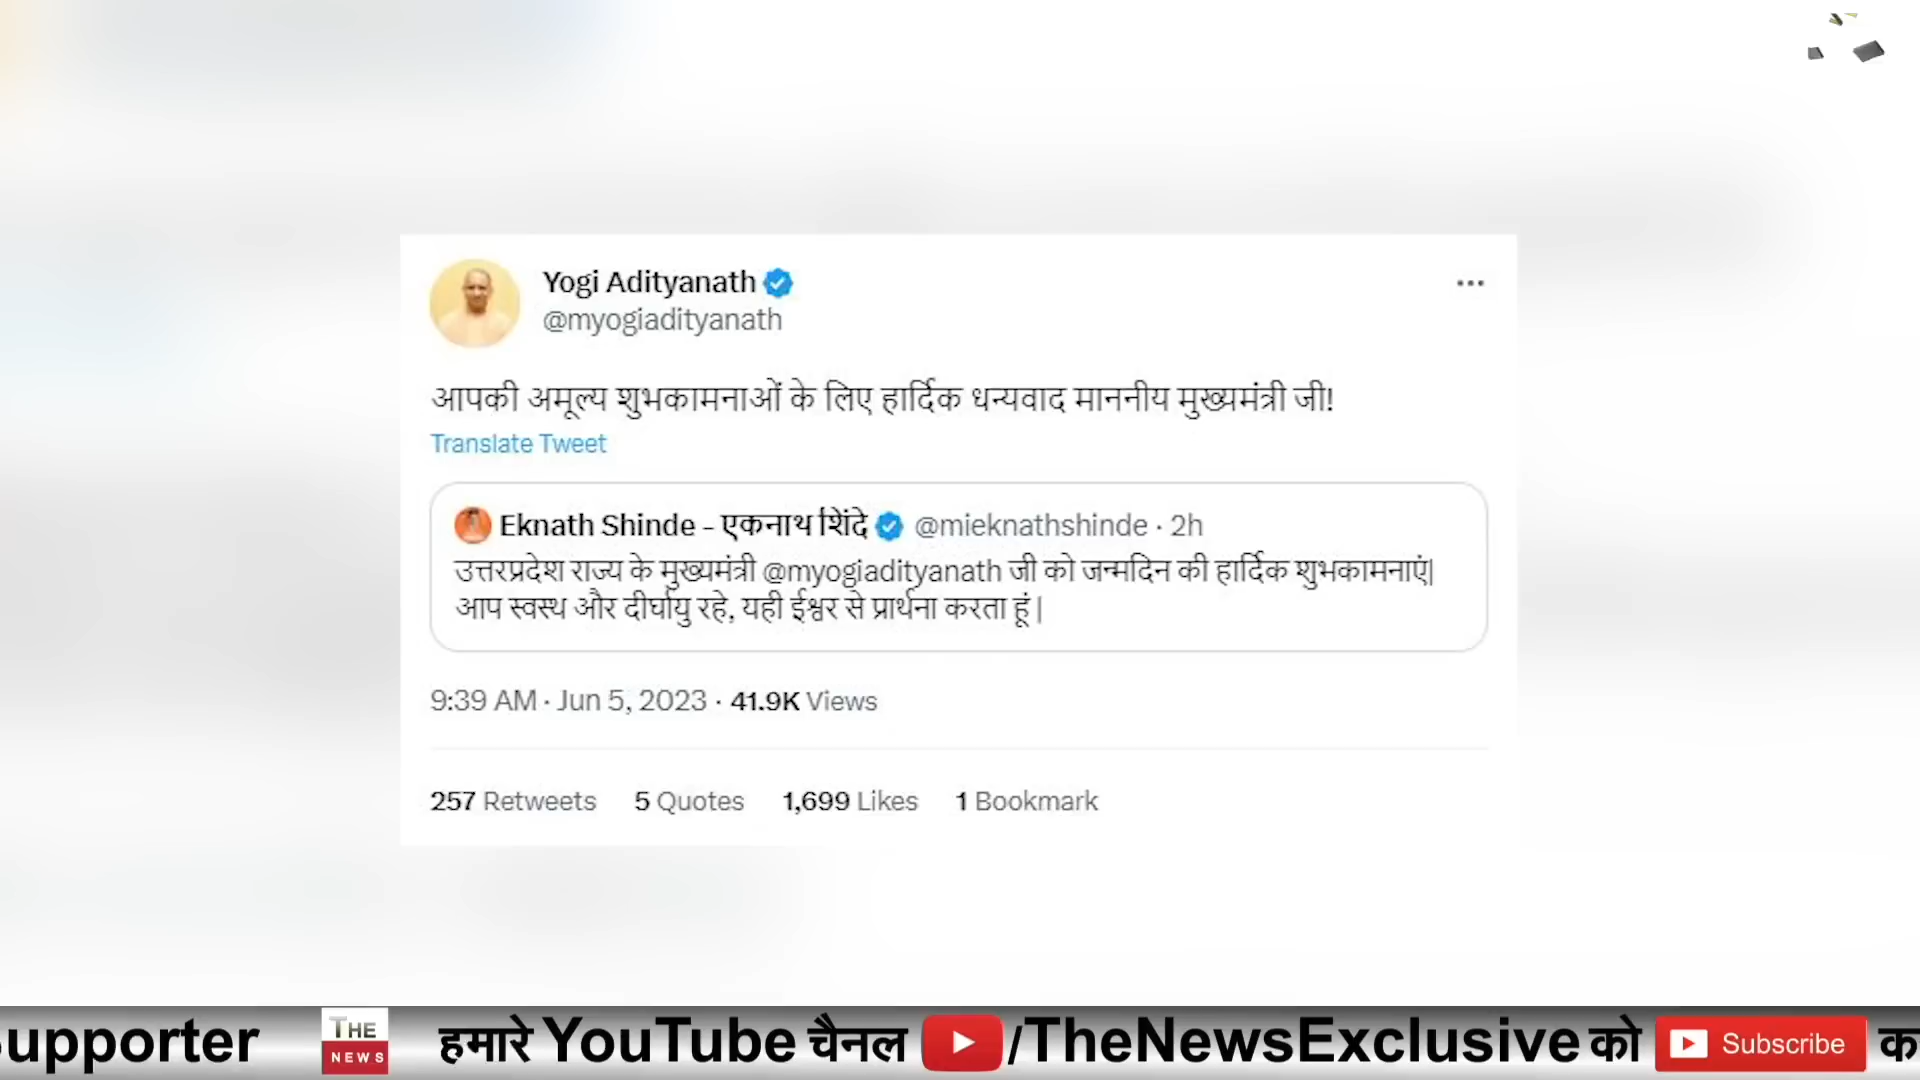 Yogi Adityanath
@myogiadityanath
आपकी अमूल्य शुभकामनाओं के लिए हार्दिक धन्यवाद माननीय मुख्यमंत्री जी!
Translate Tweet
Eknath Shinde - एकनाथ शिंदे @mieknathshinde · 2h
उत्तरप्रदेश राज्य के मुख्यमंत्री @myogiadityanath जी को जन्मदिन की हार्दिक शुभकामनाएं|
आप स्वस्थ और दीर्घायु रहे, यही ईश्वर से प्रार्थना करता हूं |
9:39 AM · Jun 5, 2023 · 41.9K Views
257 Retweets 5 Quotes 1,699 Likes 1 Bookmark
upporter THE NEWS हमारे YouTube चैनल /TheNewsExclusive को Subscribe क